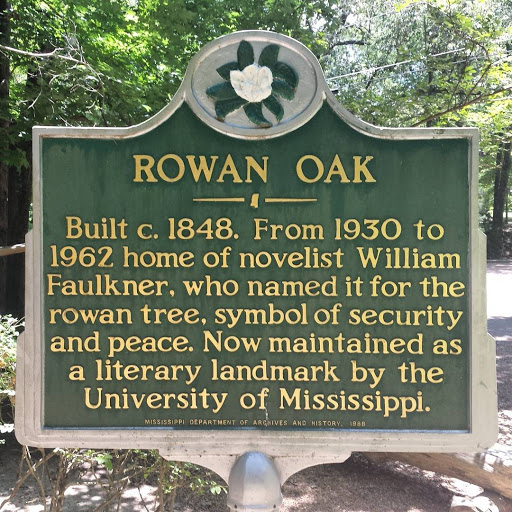 ROWAN OAK
Built c. 1848. From 1930 to
1962 home of novelist William
Faulkner, who named it for the
rowan tree, symbol of security
and peace. Now maintained as
a literary landmark by the
University of Mississippi.
MISSISSIPPI DEPARTMENT OF ARCHIVES AND HISTORY, 1988